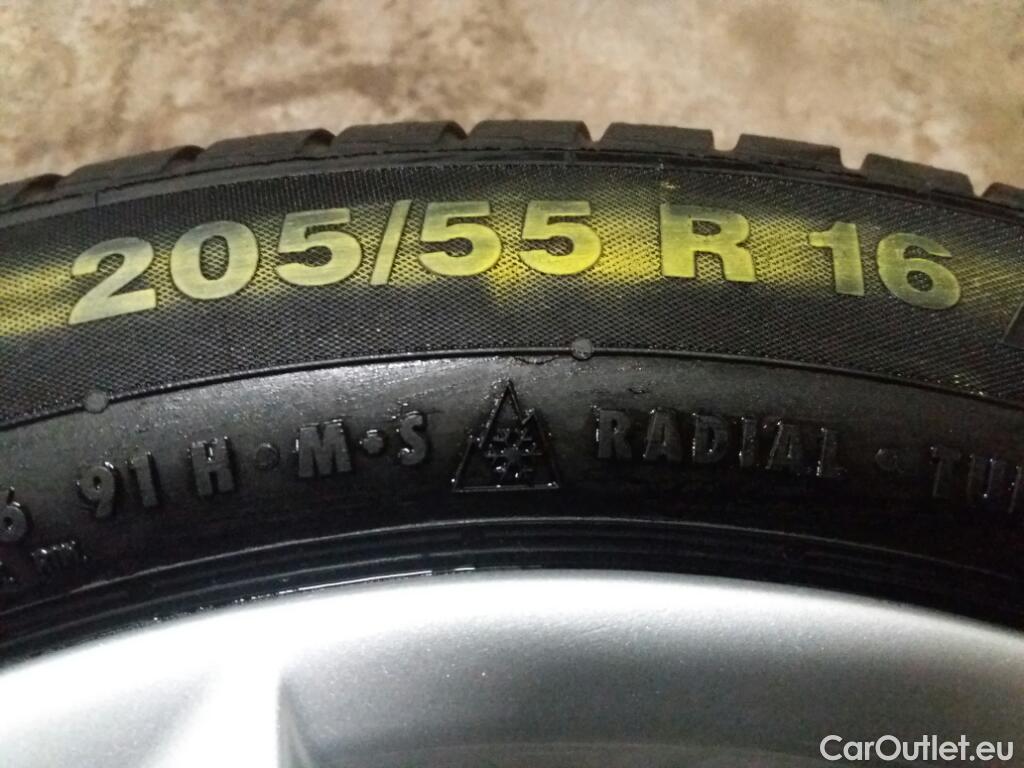 205/55 R 16
91 H • M+S RADIAL •
CarOutlet.eu